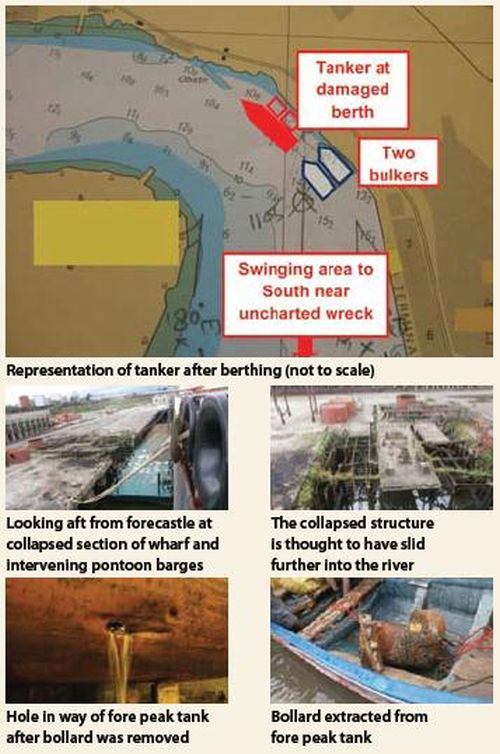 Tanker at
damaged
berth
Two
bulkers
Swinging area to
South near
uncharted wreck
Representation of tanker after berthing (not to scale)
Looking aft from forecastle at
collapsed section of wharf and
intervening pontoon barges
The collapsed structure
is thought to have slid
further into the river
Hole in way of fore peak tank
after bollard was removed
Bollard extracted from
fore peak tank